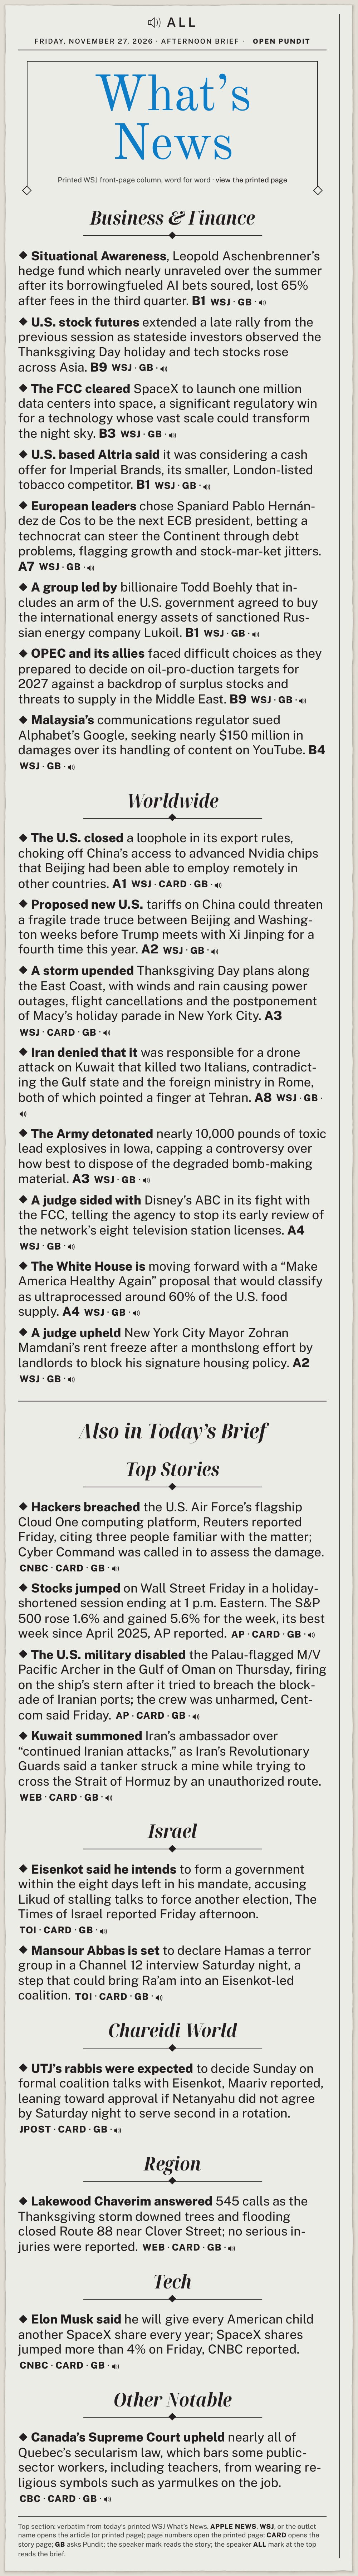 ALL
FRIDAY, NOVEMBER 27, 2026 · AFTERNOON BRIEF · OPEN PUNDIT
What's
News
Printed WSJ front-page column, word for word · view the printed page
Business & Finance
◆ Situational Awareness, Leopold Aschenbrenner's
hedge fund which nearly unraveled over the summer
after its borrowingfueled AI bets soured, lost 65%
after fees in the third quarter. B1 WSJ · GB ·
◆ U.S. stock futures extended a late rally from the
previous session as stateside investors observed the
Thanksgiving Day holiday and tech stocks rose
across Asia. B9 WSJ · GB ·
◆ The FCC cleared SpaceX to launch one million
data centers into space, a significant regulatory win
for a technology whose vast scale could transform
the night sky. B3 WSJ · GB ·
◆ U.S. based Altria said it was considering a cash
offer for Imperial Brands, its smaller, London-listed
tobacco competitor. B1 WSJ · GB ·
◆ European leaders chose Spaniard Pablo Hernán-
dez de Cos to be the next ECB president, betting a
technocrat can steer the Continent through debt
problems, flagging growth and stock-mar-ket jitters.
A7 WSJ · GB ·
◆ A group led by billionaire Todd Boehly that in-
cludes an arm of the U.S. government agreed to buy
the international energy assets of sanctioned Rus-
sian energy company Lukoil. B1 WSJ · GB ·
◆ OPEC and its allies faced difficult choices as they
prepared to decide on oil-pro-duction targets for
2027 against a backdrop of surplus stocks and
threats to supply in the Middle East. B9 WSJ · GB ·
◆ Malaysia's communications regulator sued
Alphabet's Google, seeking nearly $150 million in
damages over its handling of content on YouTube. B4
WSJ · GB ·
Worldwide
◆ The U.S. closed a loophole in its export rules,
choking off China's access to advanced Nvidia chips
that Beijing had been able to employ remotely in
other countries. A1 WSJ · CARD · GB ·
◆ Proposed new U.S. tariffs on China could threaten
a fragile trade truce between Beijing and Washing-
ton weeks before Trump meets with Xi Jinping for a
fourth time this year. A2 WSJ · GB ·
◆ A storm upended Thanksgiving Day plans along
the East Coast, with winds and rain causing power
outages, flight cancellations and the postponement
of Macy's holiday parade in New York City. A3
WSJ · CARD · GB ·
◆ Iran denied that it was responsible for a drone
attack on Kuwait that killed two Italians, contradict-
ing the Gulf state and the foreign ministry in Rome,
both of which pointed a finger at Tehran. A8 WSJ · GB ·
◆ The Army detonated nearly 10,000 pounds of toxic
lead explosives in Iowa, capping a controversy over
how best to dispose of the degraded bomb-making
material. A3 WSJ · GB ·
◆ A judge sided with Disney's ABC in its fight with
the FCC, telling the agency to stop its early review of
the network's eight television station licenses. A4
WSJ · GB ·
◆ The White House is moving forward with a “Make
America Healthy Again” proposal that would classify
as ultraprocessed around 60% of the U.S. food
supply. A4 WSJ · GB ·
◆ A judge upheld New York City Mayor Zohran
Mamdani's rent freeze after a monthslong effort by
landlords to block his signature housing policy. A2
WSJ · GB ·
Also in Today's Brief
Top Stories
◆ Hackers breached the U.S. Air Force's flagship
Cloud One computing platform, Reuters reported
Friday, citing three people familiar with the matter;
Cyber Command was called in to assess the damage.
CNBC · CARD · GB ·
◆ Stocks jumped on Wall Street Friday in a holiday-
shortened session ending at 1 p.m. Eastern. The S&P
500 rose 1.6% and gained 5.6% for the week, its best
week since April 2025, AP reported. AP · CARD · GB ·
◆ The U.S. military disabled the Palau-flagged M/V
Pacific Archer in the Gulf of Oman on Thursday, firing
on the ship's stern after it tried to breach the block-
ade of Iranian ports; the crew was unharmed, Cent-
com said Friday. AP · CARD · GB ·
◆ Kuwait summoned Iran's ambassador over
“continued Iranian attacks,” as Iran's Revolutionary
Guards said a tanker struck a mine while trying to
cross the Strait of Hormuz by an unauthorized route.
WEB · CARD · GB ·
Israel
◆ Eisenkot said he intends to form a government
within the eight days left in his mandate, accusing
Likud of stalling talks to force another election, The
Times of Israel reported Friday afternoon.
TOI · CARD · GB ·
◆ Mansour Abbas is set to declare Hamas a terror
group in a Channel 12 interview Saturday night, a
step that could bring Ra'am into an Eisenkot-led
coalition. TOI · CARD · GB ·
Chareidi World
◆ UTJ's rabbis were expected to decide Sunday on
formal coalition talks with Eisenkot, Maariv reported,
leaning toward approval if Netanyahu did not agree
by Saturday night to serve second in a rotation.
JPOST · CARD · GB ·
Region
◆ Lakewood Chaverim answered 545 calls as the
Thanksgiving storm downed trees and flooding
closed Route 88 near Clover Street; no serious in-
juries were reported. WEB · CARD · GB ·
Tech
◆ Elon Musk said he will give every American child
another SpaceX share every year; SpaceX shares
jumped more than 4% on Friday, CNBC reported.
CNBC · CARD · GB ·
Other Notable
◆ Canada's Supreme Court upheld nearly all of
Quebec's secularism law, which bars some public-
sector workers, including teachers, from wearing re-
ligious symbols such as yarmulkes on the job.
CBC · CARD · GB ·
Top section: verbatim from today's printed WSJ What's News. APPLE NEWS, WSJ, or the outlet
name opens the article (or printed page); page numbers open the printed page; CARD opens the
story page; GB asks Pundit; the speaker mark reads the story; the speaker ALL mark at the top
reads the brief.